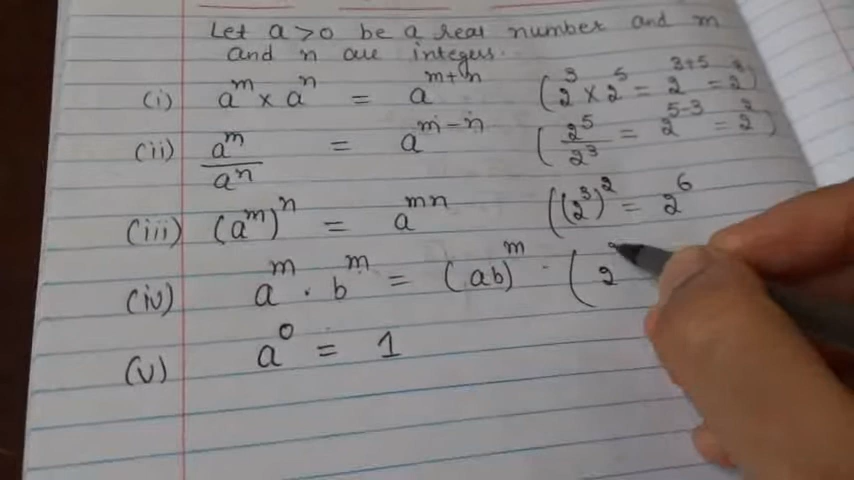 Let a > 0 be a real number and m
and n are integers.
(i) a^m × a^n = a^(m+n) (2^3 × 2^5 = 2^(3+5) = 2
(ii) a^m / a^n = a^(m-n) (2^5 / 2^3 = 2^(5-3) = 2^2)
(iii) (a^m)^n = a^(mn) ((2^3)^2 = 2^6
(iv) a^m . b^m = (ab)^m . (2
(v) a^0 = 1